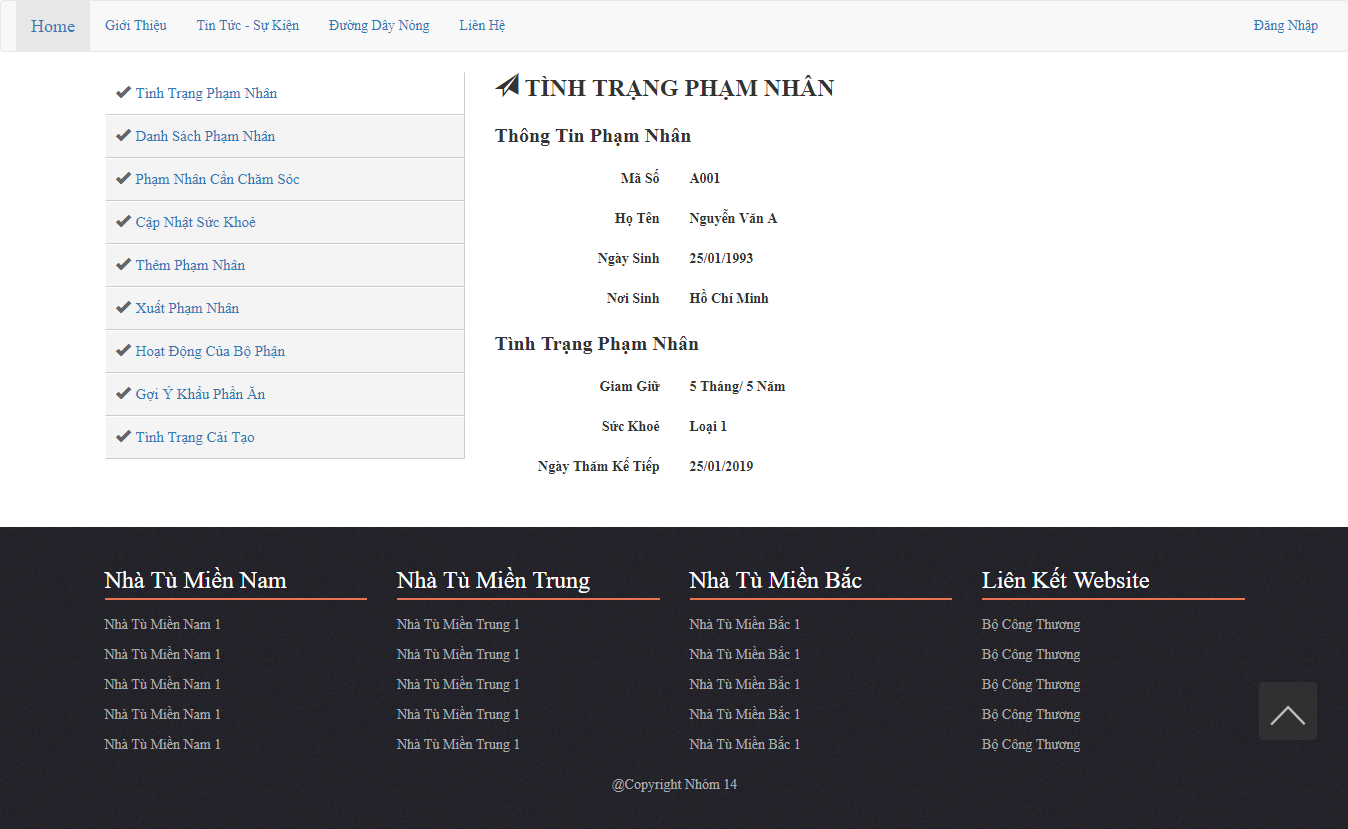 Home Giới Thiệu Tin Tức - Sự Kiện Đường Dây Nóng Liên Hệ Đăng Nhập
Tình Trạng Phạm Nhân
Danh Sách Phạm Nhân
Phạm Nhân Cần Chăm Sóc
Cập Nhật Sức Khoẻ
Thêm Phạm Nhân
Xuất Phạm Nhân
Hoạt Động Của Bộ Phận
Gợi Ý Khẩu Phần Ăn
Tình Trạng Cải Tạo
TÌNH TRẠNG PHẠM NHÂN
Thông Tin Phạm Nhân
Mã Số A001
Họ Tên Nguyễn Văn A
Ngày Sinh 25/01/1993
Nơi Sinh Hồ Chí Minh
Tình Trạng Phạm Nhân
Giam Giữ 5 Tháng/ 5 Năm
Sức Khoẻ Loại 1
Ngày Thăm Kế Tiếp 25/01/2019
Nhà Tù Miền Nam Nhà Tù Miền Trung Nhà Tù Miền Bắc Liên Kết Website
Nhà Tù Miền Nam 1 Nhà Tù Miền Trung 1 Nhà Tù Miền Bắc 1 Bộ Công Thương
Nhà Tù Miền Nam 1 Nhà Tù Miền Trung 1 Nhà Tù Miền Bắc 1 Bộ Công Thương
Nhà Tù Miền Nam 1 Nhà Tù Miền Trung 1 Nhà Tù Miền Bắc 1 Bộ Công Thương
Nhà Tù Miền Nam 1 Nhà Tù Miền Trung 1 Nhà Tù Miền Bắc 1 Bộ Công Thương
Nhà Tù Miền Nam 1 Nhà Tù Miền Trung 1 Nhà Tù Miền Bắc 1 Bộ Công Thương
@Copyright Nhóm 14